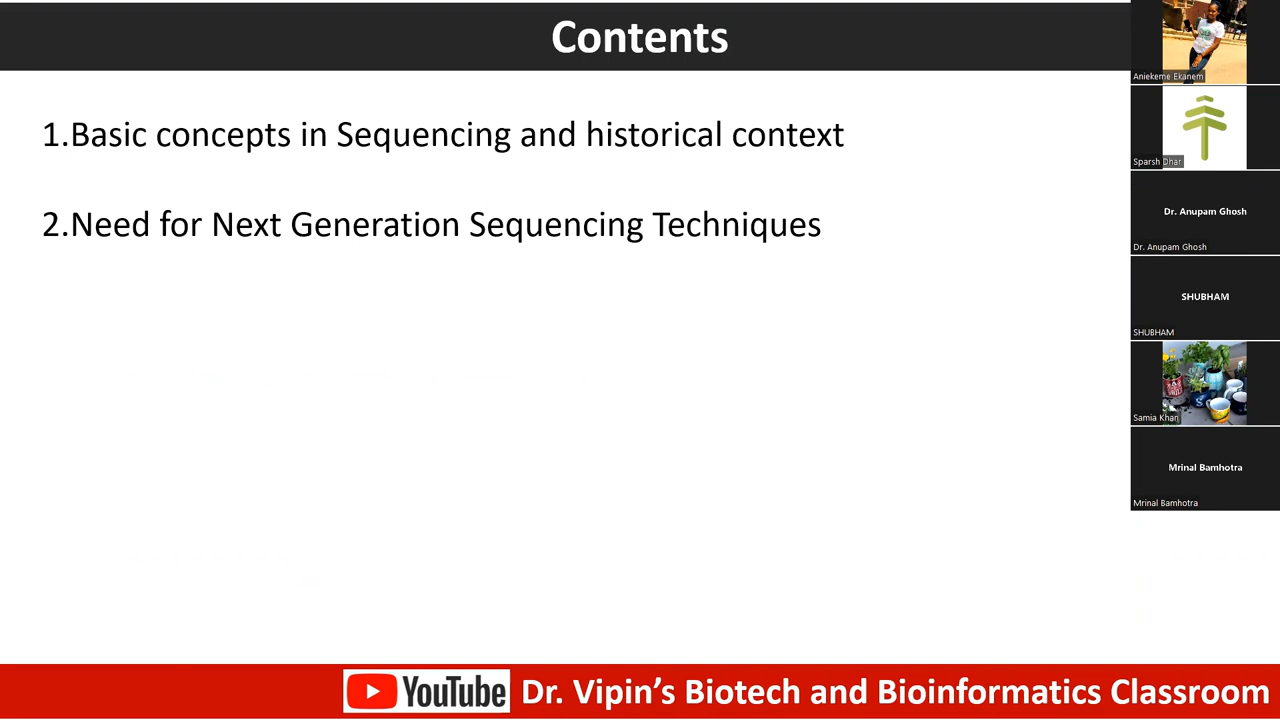 Contents
1.Basic concepts in Sequencing and historical context
2.Need for Next Generation Sequencing Techniques
Aniekeme Ekanem
Sparsh Dhar
Dr. Anupam Ghosh
Dr. Anupam Ghosh
SHUBHAM
SHUBHAM
Samia Khan
Mrinal Bamhotra
Mrinal Bamhotra
YouTube Dr. Vipin's Biotech and Bioinformatics Classroom